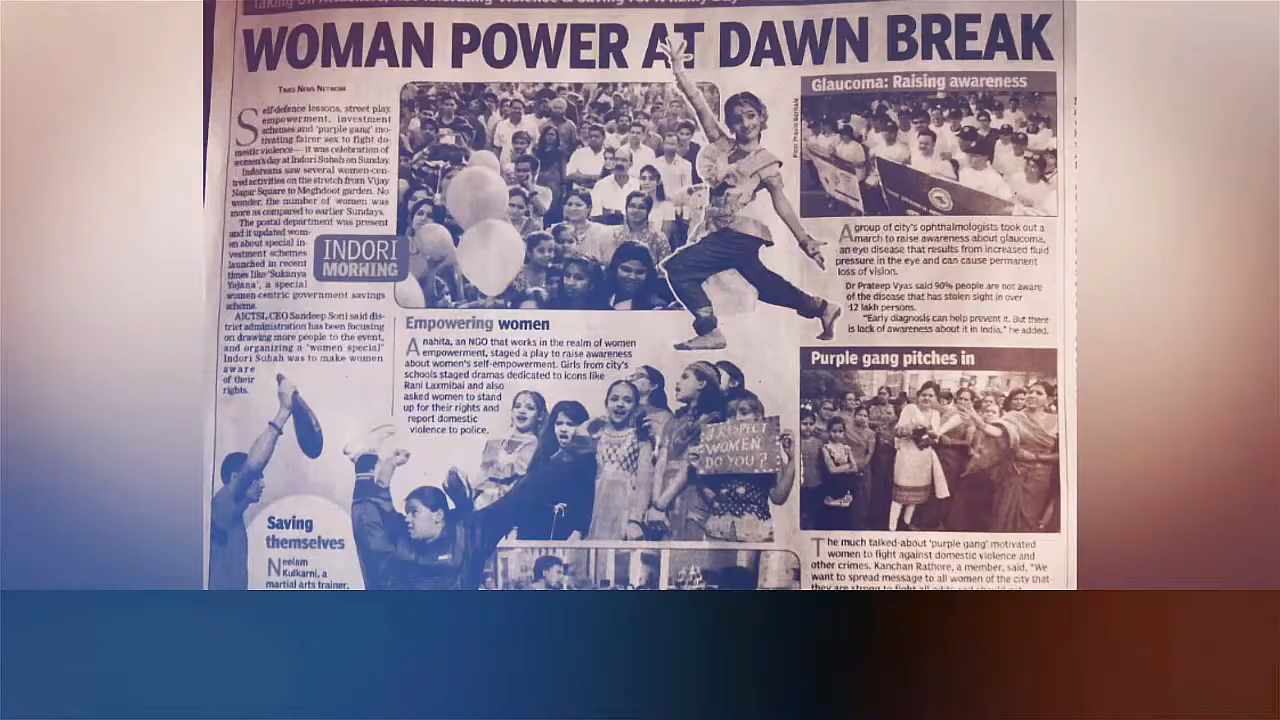 WOMAN POWER AT DAWN BREAK
TIMES NEWS NETWORK
Self-defence lessons, street play,
empowerment, investment
schemes and 'purple gang' mo-
tivating fairer sex to fight do-
mestic violence — it was celebration of
women's day at Indori Subah on Sunday.
Indoreans saw several women-cen-
tred activities on the stretch from Vijay
Nagar Square to Meghdoot garden. No
wonder, the number of women was
more as compared to earlier Sundays.
The postal department was present
and it updated wom-
en about special in-
vestment schemes
launched in recent
times like 'Sukanya
Yojana', a special
women-centric government savings
scheme.
AICTSL CEO Sandeep Soni said dis-
trict administration has been focusing
on drawing more people to the event,
and organizing a 'women special'
Indori Subah was to make women
aware
of their
rights.
INDORI
MORNING
Empowering women
Anahita, an NGO that works in the realm of women
empowerment, staged a play to raise awareness
about women's self-empowerment. Girls from city's
schools staged dramas dedicated to icons like
Rani Laxmibai and also
asked women to stand
up for their rights and
report domestic
violence to police.
I RESPECT
WOMEN
DO YOU?
Saving
themselves
Neelam
Kulkarni, a
martial arts trainer,
Glaucoma: Raising awareness
A group of city's ophthalmologists took out a
march to raise awareness about glaucoma,
an eye disease that results from increased fluid
pressure in the eye and can cause permanent
loss of vision.
Dr Prateep Vyas said 90% people are not aware
of the disease that has stolen sight in over
12 lakh persons.
"Early diagnosis can help prevent it. But there
is lack of awareness about it in India," he added.
Purple gang pitches in
The much talked-about 'purple gang' motivated
women to fight against domestic violence and
other crimes. Kanchan Rathore, a member, said, "We
want to spread message to all women of the city that
they are strong to fight all odds and should not